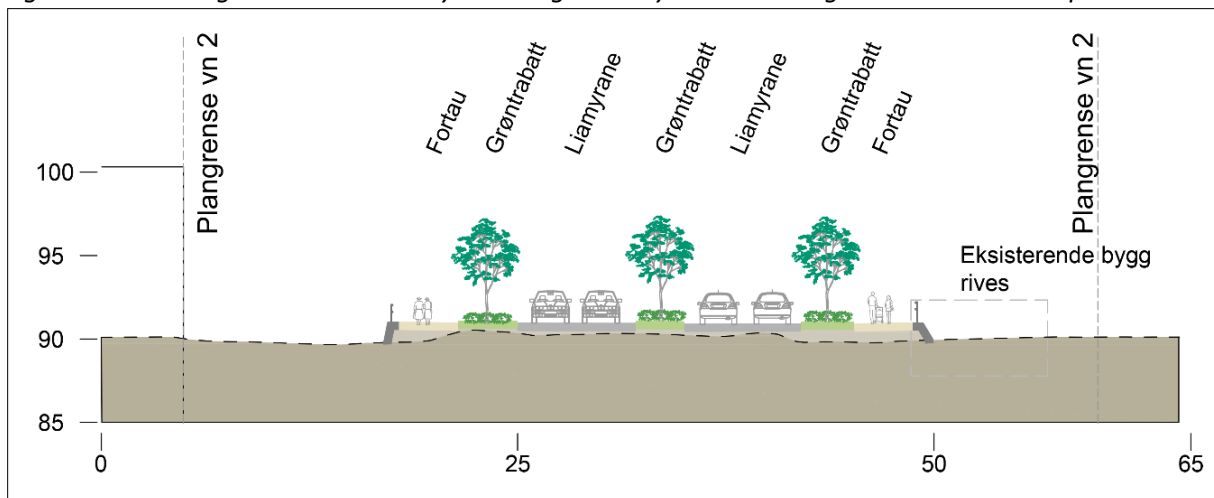 Plangrense vn 2
Fortau
Grøntrabatt
Liamyrane
Grøntrabatt
Liamyrane
Grøntrabatt
Fortau
Plangrense vn 2
100
95
90
85
Eksisterende bygg
rives
0
25
50
65